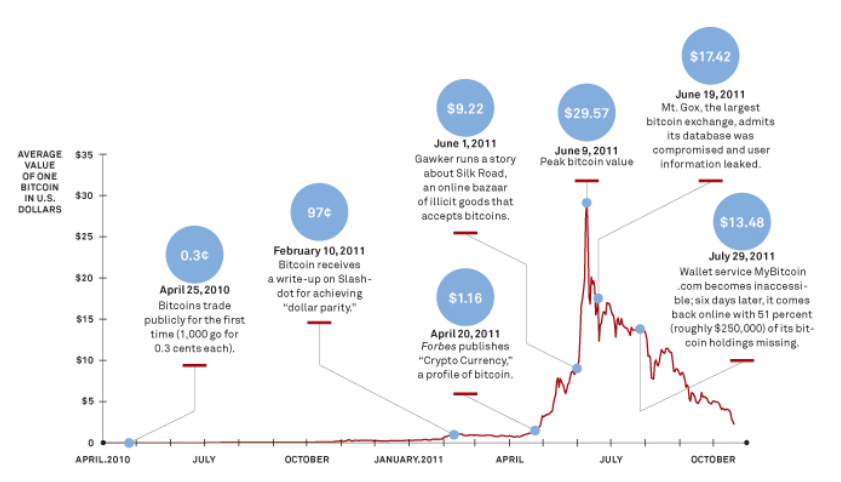 $17.42
June 19, 2011
Mt. Gox, the largest
bitcoin exchange, admits
its database was
compromised and user
information leaked.
$9.22
June 1, 2011
Gawker runs a story
about Silk Road,
an online bazaar
of illicit goods that
accepts bitcoins.
$29.57
June 9, 2011
Peak bitcoin value
AVERAGE
VALUE
OF ONE
BITCOIN
IN U.S.
DOLLARS
$35
$30
$25
$20
$15
$10
$5
0
0.3¢
April 25, 2010
Bitcoins trade
publicly for the first
time (1,000 go for
0.3 cents each).
97¢
February 10, 2011
Bitcoin receives
a write-up on Slash-
dot for achieving
“dollar parity.”
$1.16
April 20, 2011
Forbes publishes
“Crypto Currency,”
a profile of bitcoin.
$13.48
July 29, 2011
Wallet service MyBitcoin
.com becomes inaccessi-
ble; six days later, it comes
back online with 51 percent
(roughly $250,000) of its bit-
coin holdings missing.
APRIL.2010
JULY
OCTOBER
JANUARY.2011
APRIL
JULY
OCTOBER